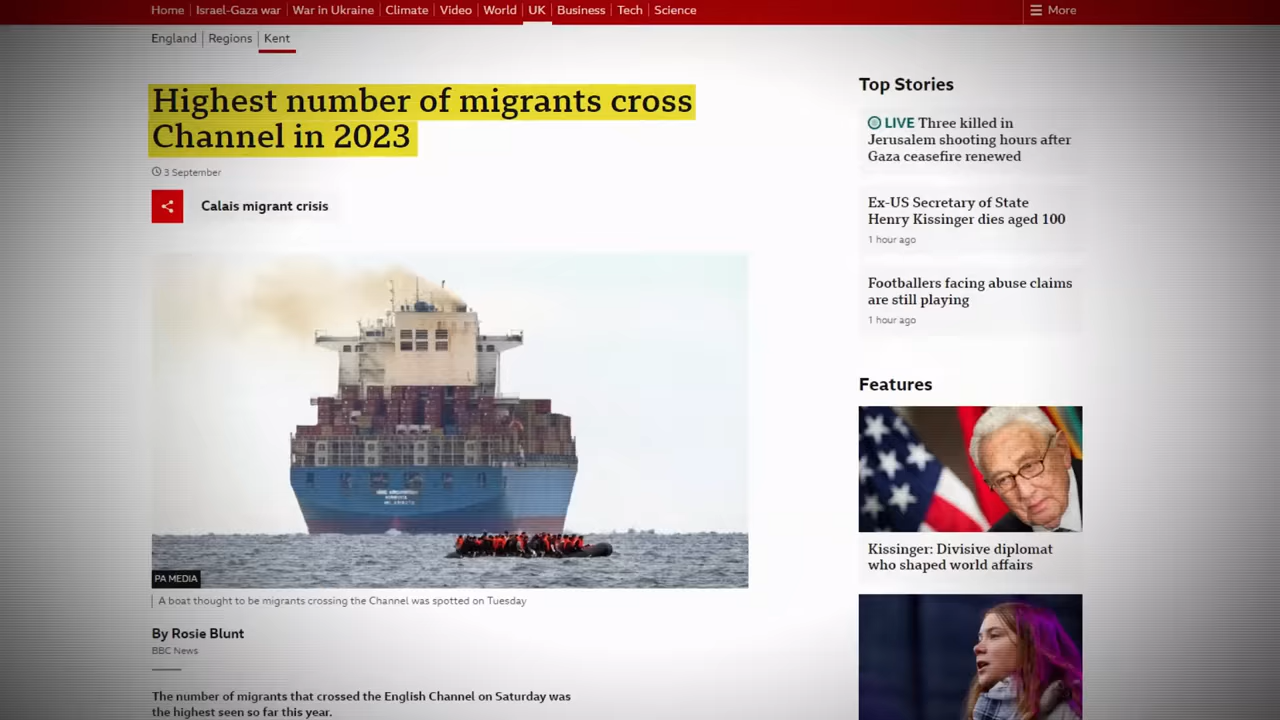 Home Israel-Gaza war War in Ukraine Climate Video World UK Business Tech Science More
England Regions Kent
Highest number of migrants cross
Channel in 2023
3 September
Calais migrant crisis
PA MEDIA
A boat thought to be migrants crossing the Channel was spotted on Tuesday
By Rosie Blunt
BBC News
The number of migrants that crossed the English Channel on Saturday was
the highest seen so far this year.
Top Stories
LIVE Three killed in
Jerusalem shooting hours after
Gaza ceasefire renewed
Ex-US Secretary of State
Henry Kissinger dies aged 100
1 hour ago
Footballers facing abuse claims
are still playing
1 hour ago
Features
Kissinger: Divisive diplomat
who shaped world affairs